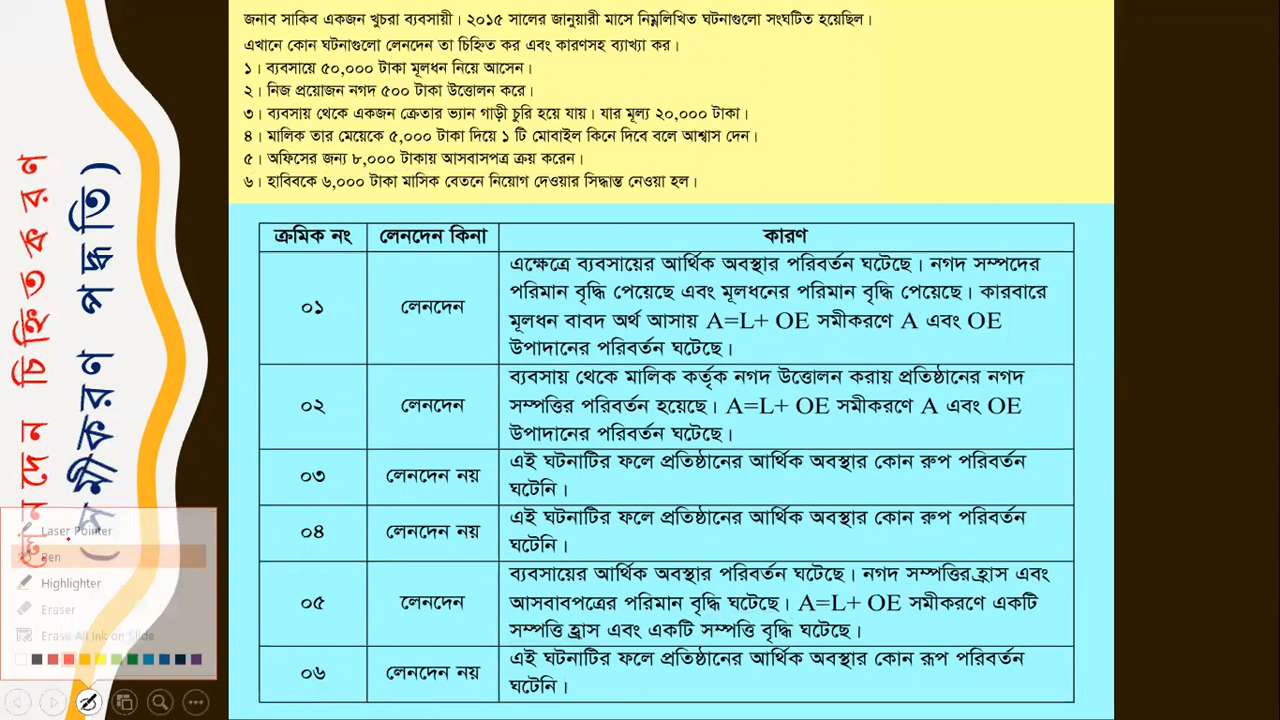 জনাব সাকিব একজন খুচরা ব্যবসায়ী। ২০১৫ সালের জানুয়ারী মাসে নিম্নলিখিত ঘটনাগুলো সংঘটিত হয়েছিল।
এখানে কোন ঘটনাগুলো লেনদেন তা চিহ্নিত কর এবং কারণসহ ব্যাখ্যা কর।
১। ব্যবসায়ে ৫০,০০০ টাকা মূলধন নিয়ে আসেন।
২। নিজ প্রয়োজন নগদ ৫০০ টাকা উত্তোলন করে।
৩। ব্যবসায় থেকে একজন ক্রেতার ভ্যান গাড়ী চুরি হয়ে যায়। যার মূল্য ২০,০০০ টাকা।
৪। মালিক তার মেয়েকে ৫,০০০ টাকা দিয়ে ১ টি মোবাইল কিনে দিবে বলে আশ্বাস দেন।
৫। অফিসের জন্য ৮,০০০ টাকায় আসবাসপত্র ক্রয় করেন।
৬। হাবিবকে ৬,০০০ টাকা মাসিক বেতনে নিয়োগ দেওয়ার সিদ্ধান্ত নেওয়া হল।
লেনদেন চিহ্নিতকরণ
(সমীকরণ পদ্ধতি)
ক্রমিক নং লেনদেন কিনা কারণ
০১ লেনদেন এক্ষেত্রে ব্যবসায়ের আর্থিক অবস্থার পরিবর্তন ঘটেছে। নগদ সম্পদের
পরিমান বৃদ্ধি পেয়েছে এবং মূলধনের পরিমান বৃদ্ধি পেয়েছে। কারবারে
মূলধন বাবদ অর্থ আসায় A=L+ OE সমীকরণে A এবং OE
উপাদানের পরিবর্তন ঘটেছে।
০২ লেনদেন ব্যবসায় থেকে মালিক কর্তৃক নগদ উত্তোলন করায় প্রতিষ্ঠানের নগদ
সম্পত্তির পরিবর্তন হয়েছে। A=L+ OE সমীকরণে A এবং OE
উপাদানের পরিবর্তন ঘটেছে।
০৩ লেনদেন নয় এই ঘটনাটির ফলে প্রতিষ্ঠানের আর্থিক অবস্থার কোন রুপ পরিবর্তন
ঘটেনি।
০৪ লেনদেন নয় এই ঘটনাটির ফলে প্রতিষ্ঠানের আর্থিক অবস্থার কোন রুপ পরিবর্তন
ঘটেনি।
০৫ লেনদেন ব্যবসায়ের আর্থিক অবস্থার পরিবর্তন ঘটেছে। নগদ সম্পত্তির হ্রাস এবং
আসবাবপত্রের পরিমান বৃদ্ধি ঘটেছে। A=L+ OE সমীকরণে একটি
সম্পত্তি হ্রাস এবং একটি সম্পত্তি বৃদ্ধি ঘটেছে।
০৬ লেনদেন নয় এই ঘটনাটির ফলে প্রতিষ্ঠানের আর্থিক অবস্থার কোন রূপ পরিবর্তন
ঘটেনি।
Laser Pointer
Pen
Highlighter
Eraser
Erase All Ink on Slide